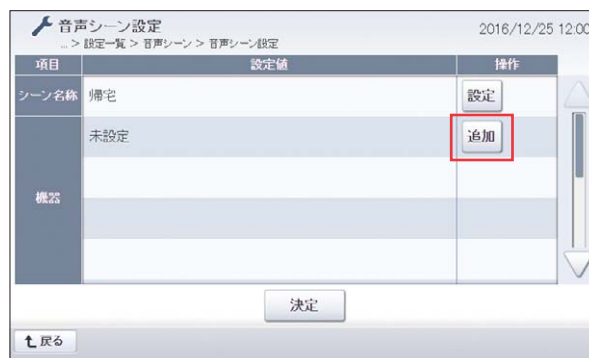 音声シーン設定
2016/12/25 12:00
...> 設定一覧 > 音声シーン > 音声シーン設定
項目 設定値 操作
シーン名称 帰宅 設定
未設定 追加
機器
決定
戻る